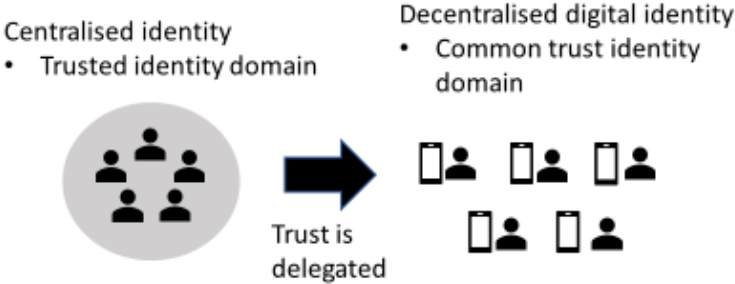 Centralised identity
• Trusted identity domain
Decentralised digital identity
• Common trust identity
domain
Trust is
delegated